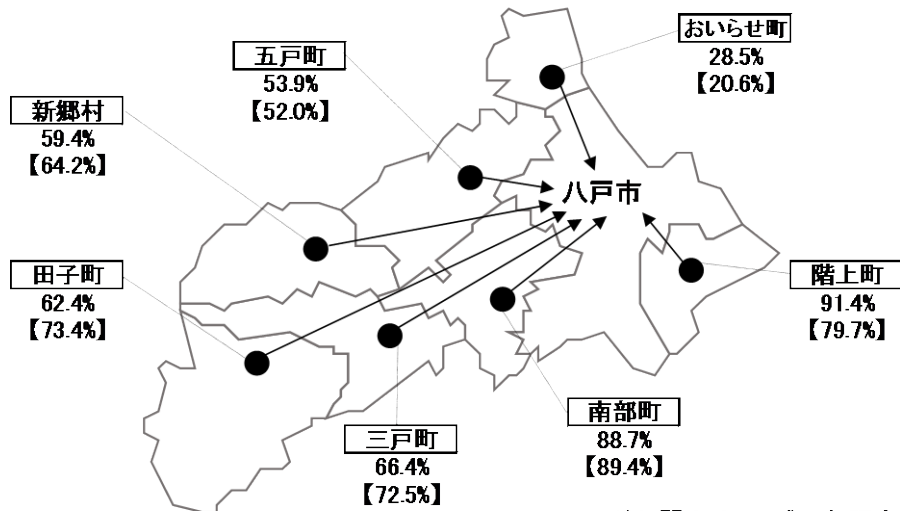 おいらせ町
28.5%
【20.6%】
五戸町
53.9%
【52.0%】
新郷村
59.4%
【64.2%】
八戸市
田子町
62.4%
【73.4%】
階上町
91.4%
【79.7%】
南部町
88.7%
【89.4%】
三戸町
66.4%
【72.5%】